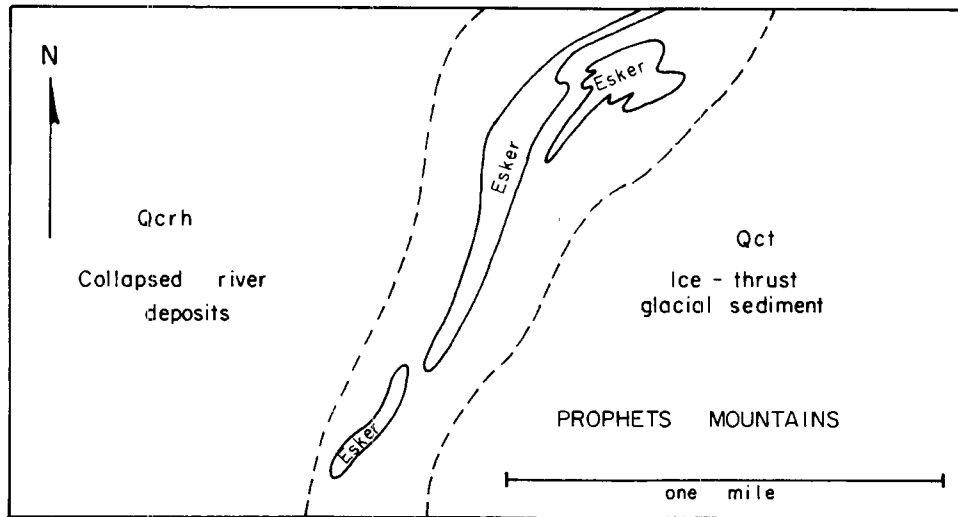 N
Esker
Esker
Qcrh
Collapsed river
deposits
Qct
Ice - thrust
glacial sediment
Esker
PROPHETS MOUNTAINS
one mile